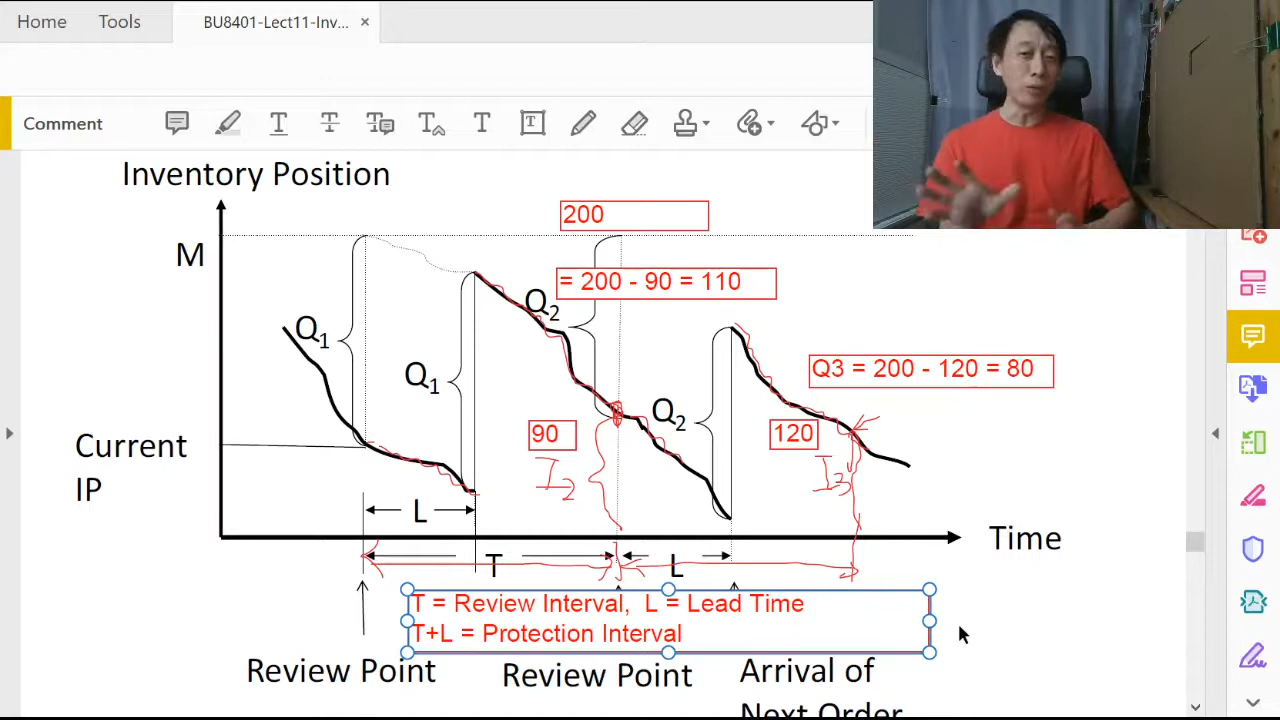 Home
Tools
BU8401-Lect11-Inv...
×
Comment
Inventory Position
200
M
= 200 - 90 = 110
Q1
Q2
Q1
Q3 = 200 - 120 = 80
Q2
90
120
Current
IP
I2
I3
L
Time
T
L
T = Review Interval, L = Lead Time
T+L = Protection Interval
Review Point
Review Point
Arrival of
Next Order